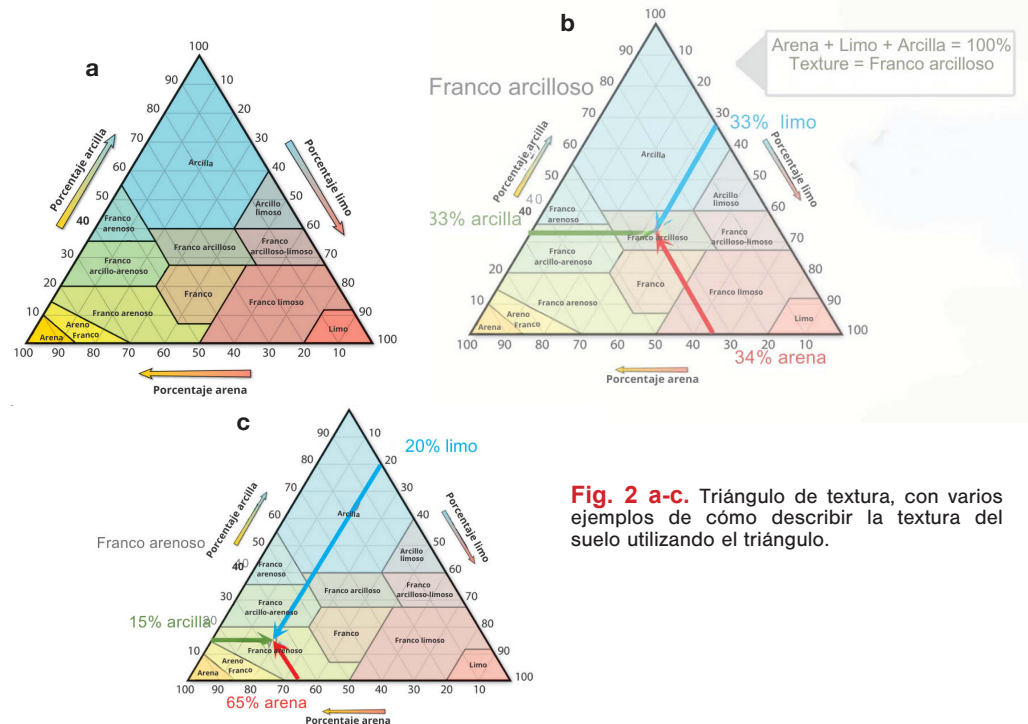 a
100
90
10
80
20
70
30
60
40
50
50
40
60
30
70
20
80
10
90
100
100
90
80
70
60
50
40
30
20
10
Porcentaje arcilla
Porcentaje limo
Porcentaje arena
Arcilla
Franco
arenoso
Arcillo
limoso
Franco arcilloso
Franco
arcilloso-limoso
Franco
arcillo-arenoso
Franco
Franco limoso
Franco arenoso
Areno
Franco
Arena
Limo
b
Arena + Limo + Arcilla = 100%
Texture = Franco arcilloso
Franco arcilloso
33% limo
33% arcilla
34% arena
100
90
10
80
20
70
30
60
40
50
50
40
40
60
70
20
80
10
90
100
100
90
80
70
60
50
40
30
20
10
Porcentaje arcilla
Porcentaje limo
Porcentaje arena
Arcilla
Franco
arenoso
Arcillo
limoso
Franco arcilloso
Franco
arcilloso-limoso
Franco
arcillo-arenoso
Franco
Franco limoso
Franco arenoso
Areno
Franco
Arena
Limo
c
20% limo
Franco arenoso
15% arcilla
65% arena
100
90
10
80
20
70
30
60
40
50
50
40
40
60
30
70
20
80
10
90
100
100
90
80
70
60
50
40
30
20
10
Porcentaje arcilla
Porcentaje limo
Porcentaje arena
Arcilla
Franco
arenoso
Arcillo
limoso
Franco arcilloso
Franco
arcilloso-limoso
Franco
arcillo-arenoso
Franco
Franco limoso
Franco arenoso
Areno
Franco
Arena
Limo
Fig. 2 a-c. Triángulo de textura, con varios
ejemplos de cómo describir la textura del
suelo utilizando el triángulo.